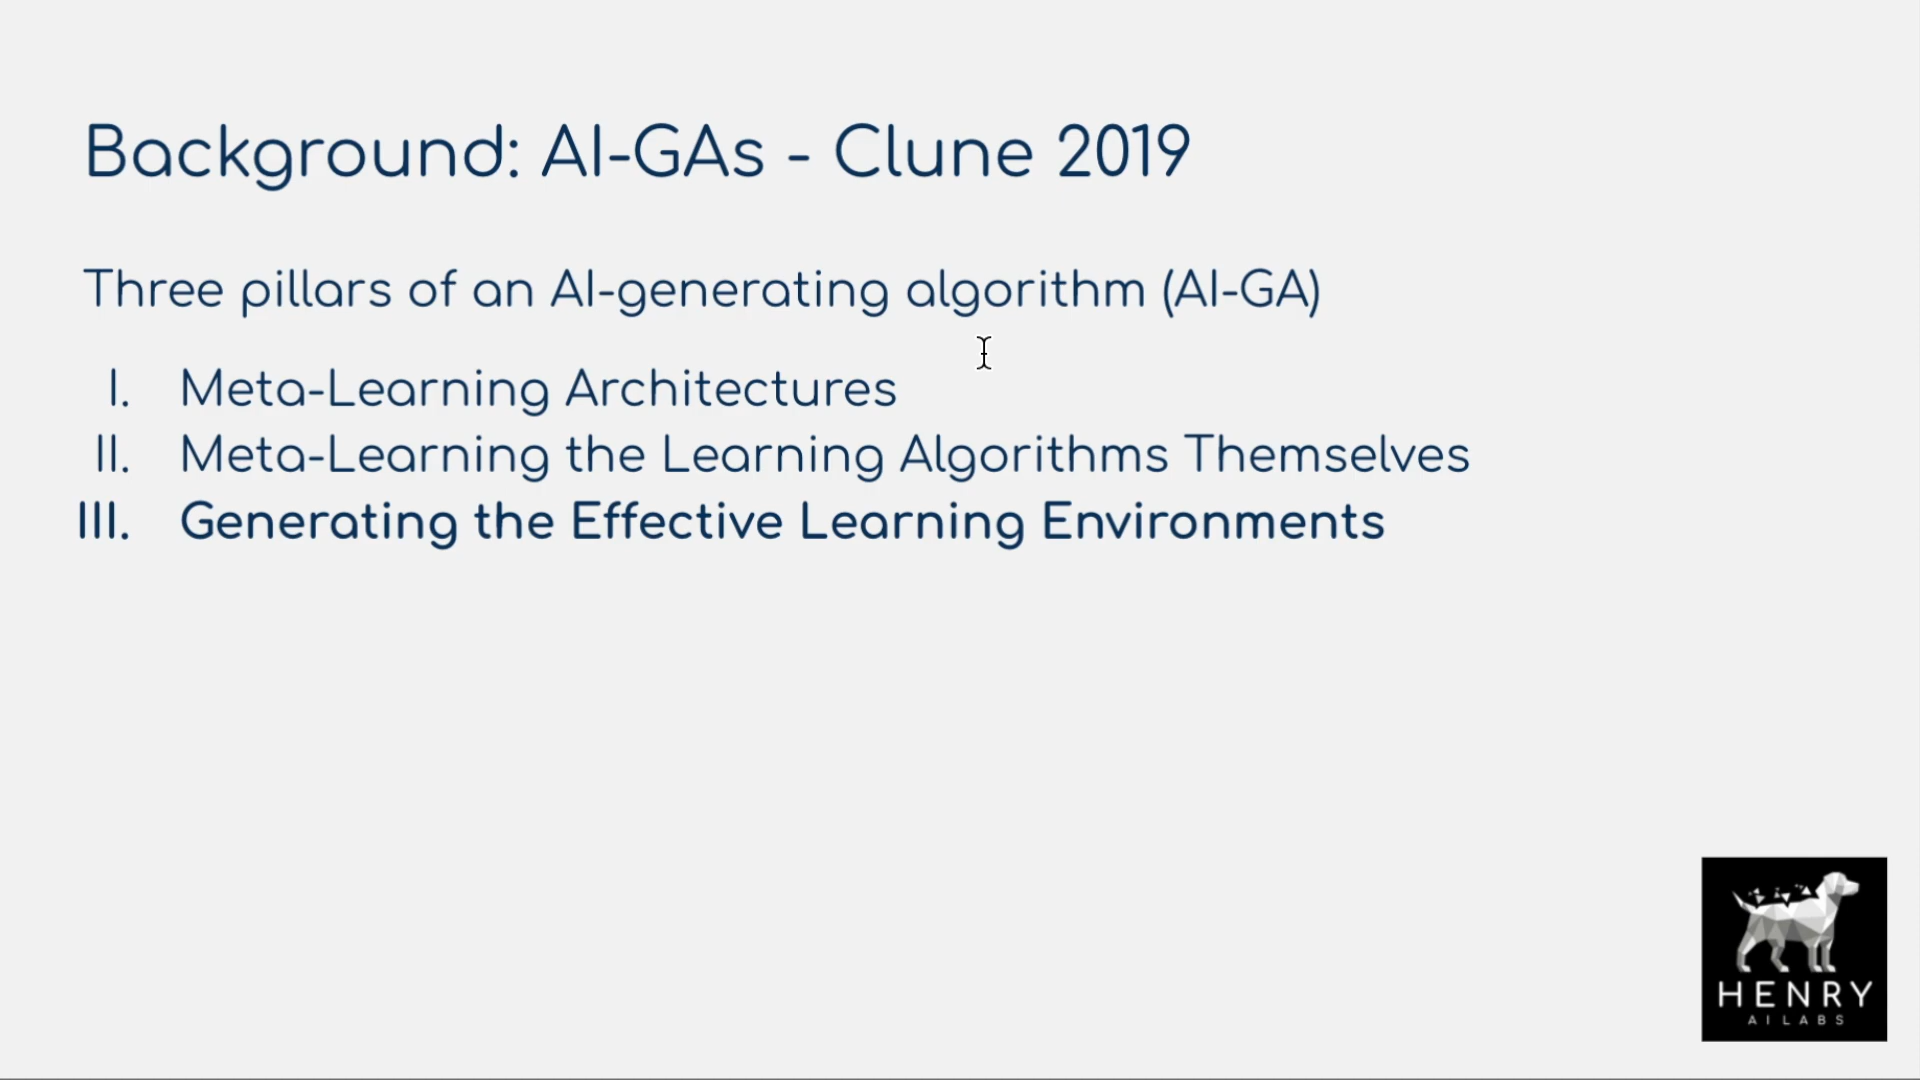 Background: AI-GAs - Clune 2019
Three pillars of an AI-generating algorithm (AI-GA)
I. Meta-Learning Architectures
II. Meta-Learning the Learning Algorithms Themselves
III. Generating the Effective Learning Environments
HENRY
AI LABS